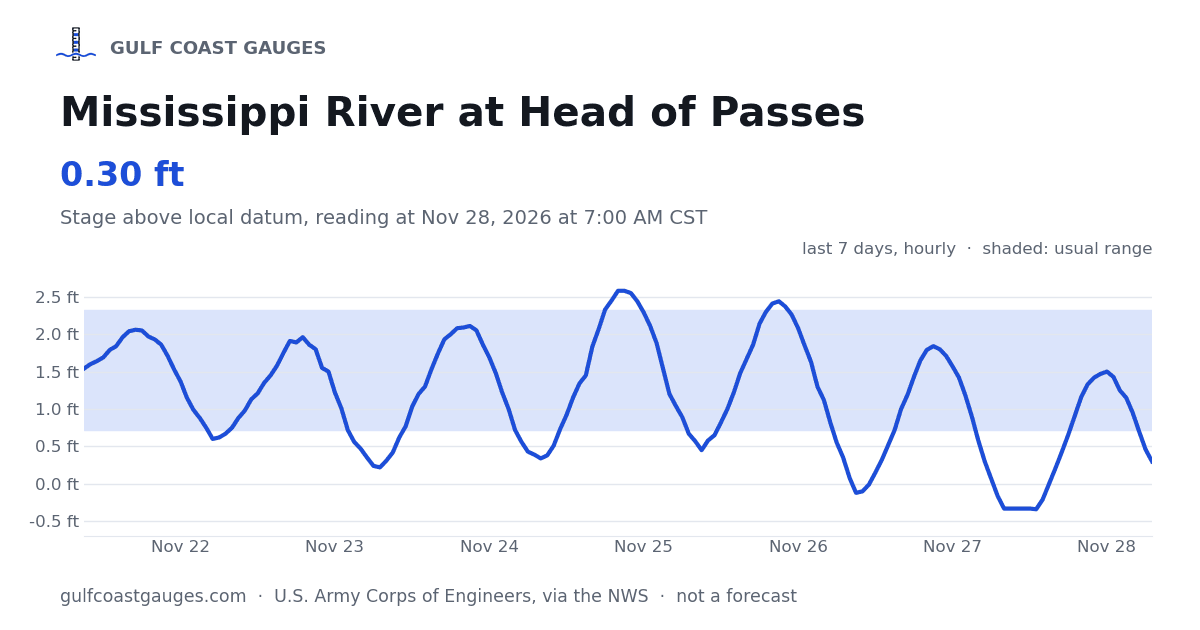 GULF COAST GAUGES
Mississippi River at Head of Passes
0.30 ft
Stage above local datum, reading at Nov 28, 2026 at 7:00 AM CST
last 7 days, hourly · shaded: usual range
2.5 ft
2.0 ft
1.5 ft
1.0 ft
0.5 ft
0.0 ft
-0.5 ft
Nov 22 Nov 23 Nov 24 Nov 25 Nov 26 Nov 27 Nov 28
gulfcoastgauges.com · U.S. Army Corps of Engineers, via the NWS · not a forecast